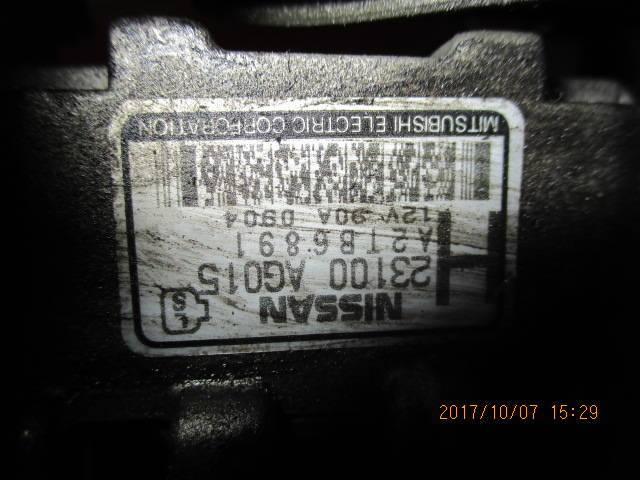 NISSAN
23100 AG015
A2TB6891
12V 90A D904
MITSUBISHI ELECTRIC CORPORATION
L
S
2017/10/07 15:29